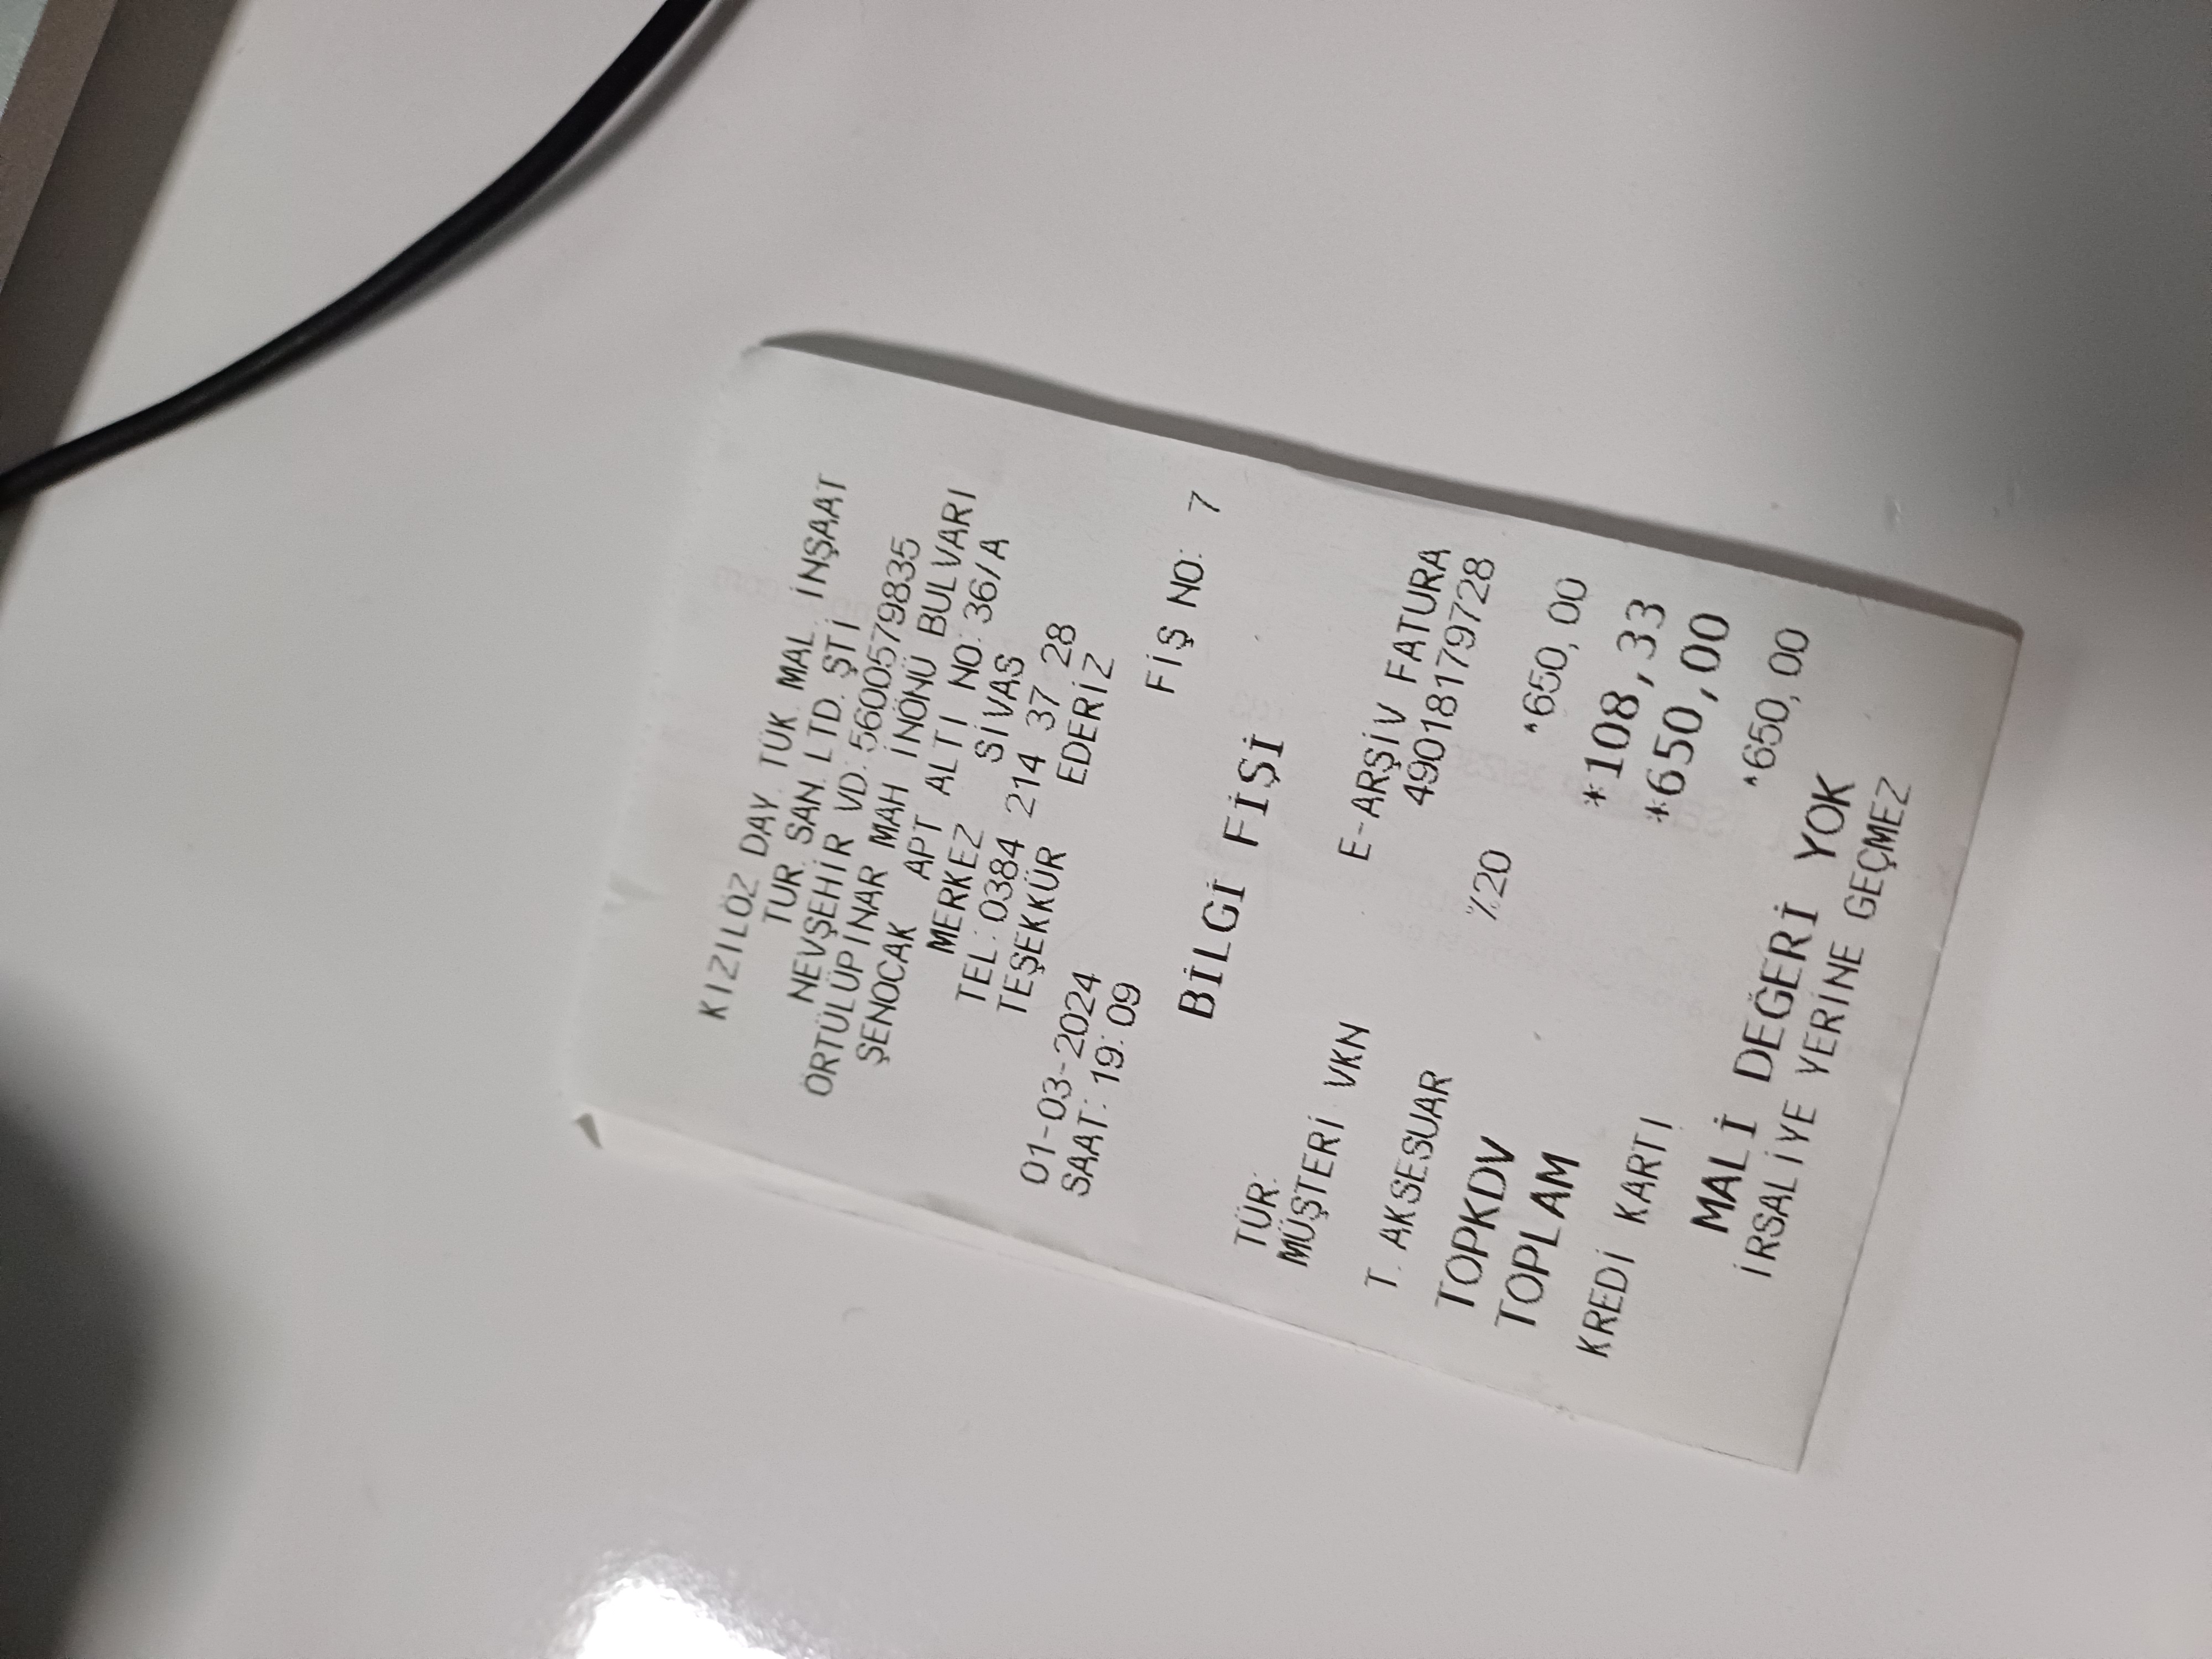 KIZILÖZ DAY. TÜK. MAL. İNŞAAT
TUR. SAN. LTD. ŞTİ
NEVŞEHİR VD: 5600579835
ÖRTÜLÜPINAR MAH İNÖNÜ BULVARI
ŞENOCAK APT ALTI NO: 36/A
MERKEZ SİVAS
TEL: 0384 214 37 28
TEŞEKKÜR EDERİZ
01-03-2024
SAAT: 19:09
FİŞ NO: 7
BİLGİ FİŞİ
TÜR: E-ARŞİV FATURA
MÜŞTERİ VKN 49018179728
T. AKSESUAR %20 *650,00
TOPKDV *108,33
TOPLAM *650,00
KREDİ KARTI *650,00
MALİ DEĞERİ YOK
İRSALİYE YERİNE GEÇMEZ